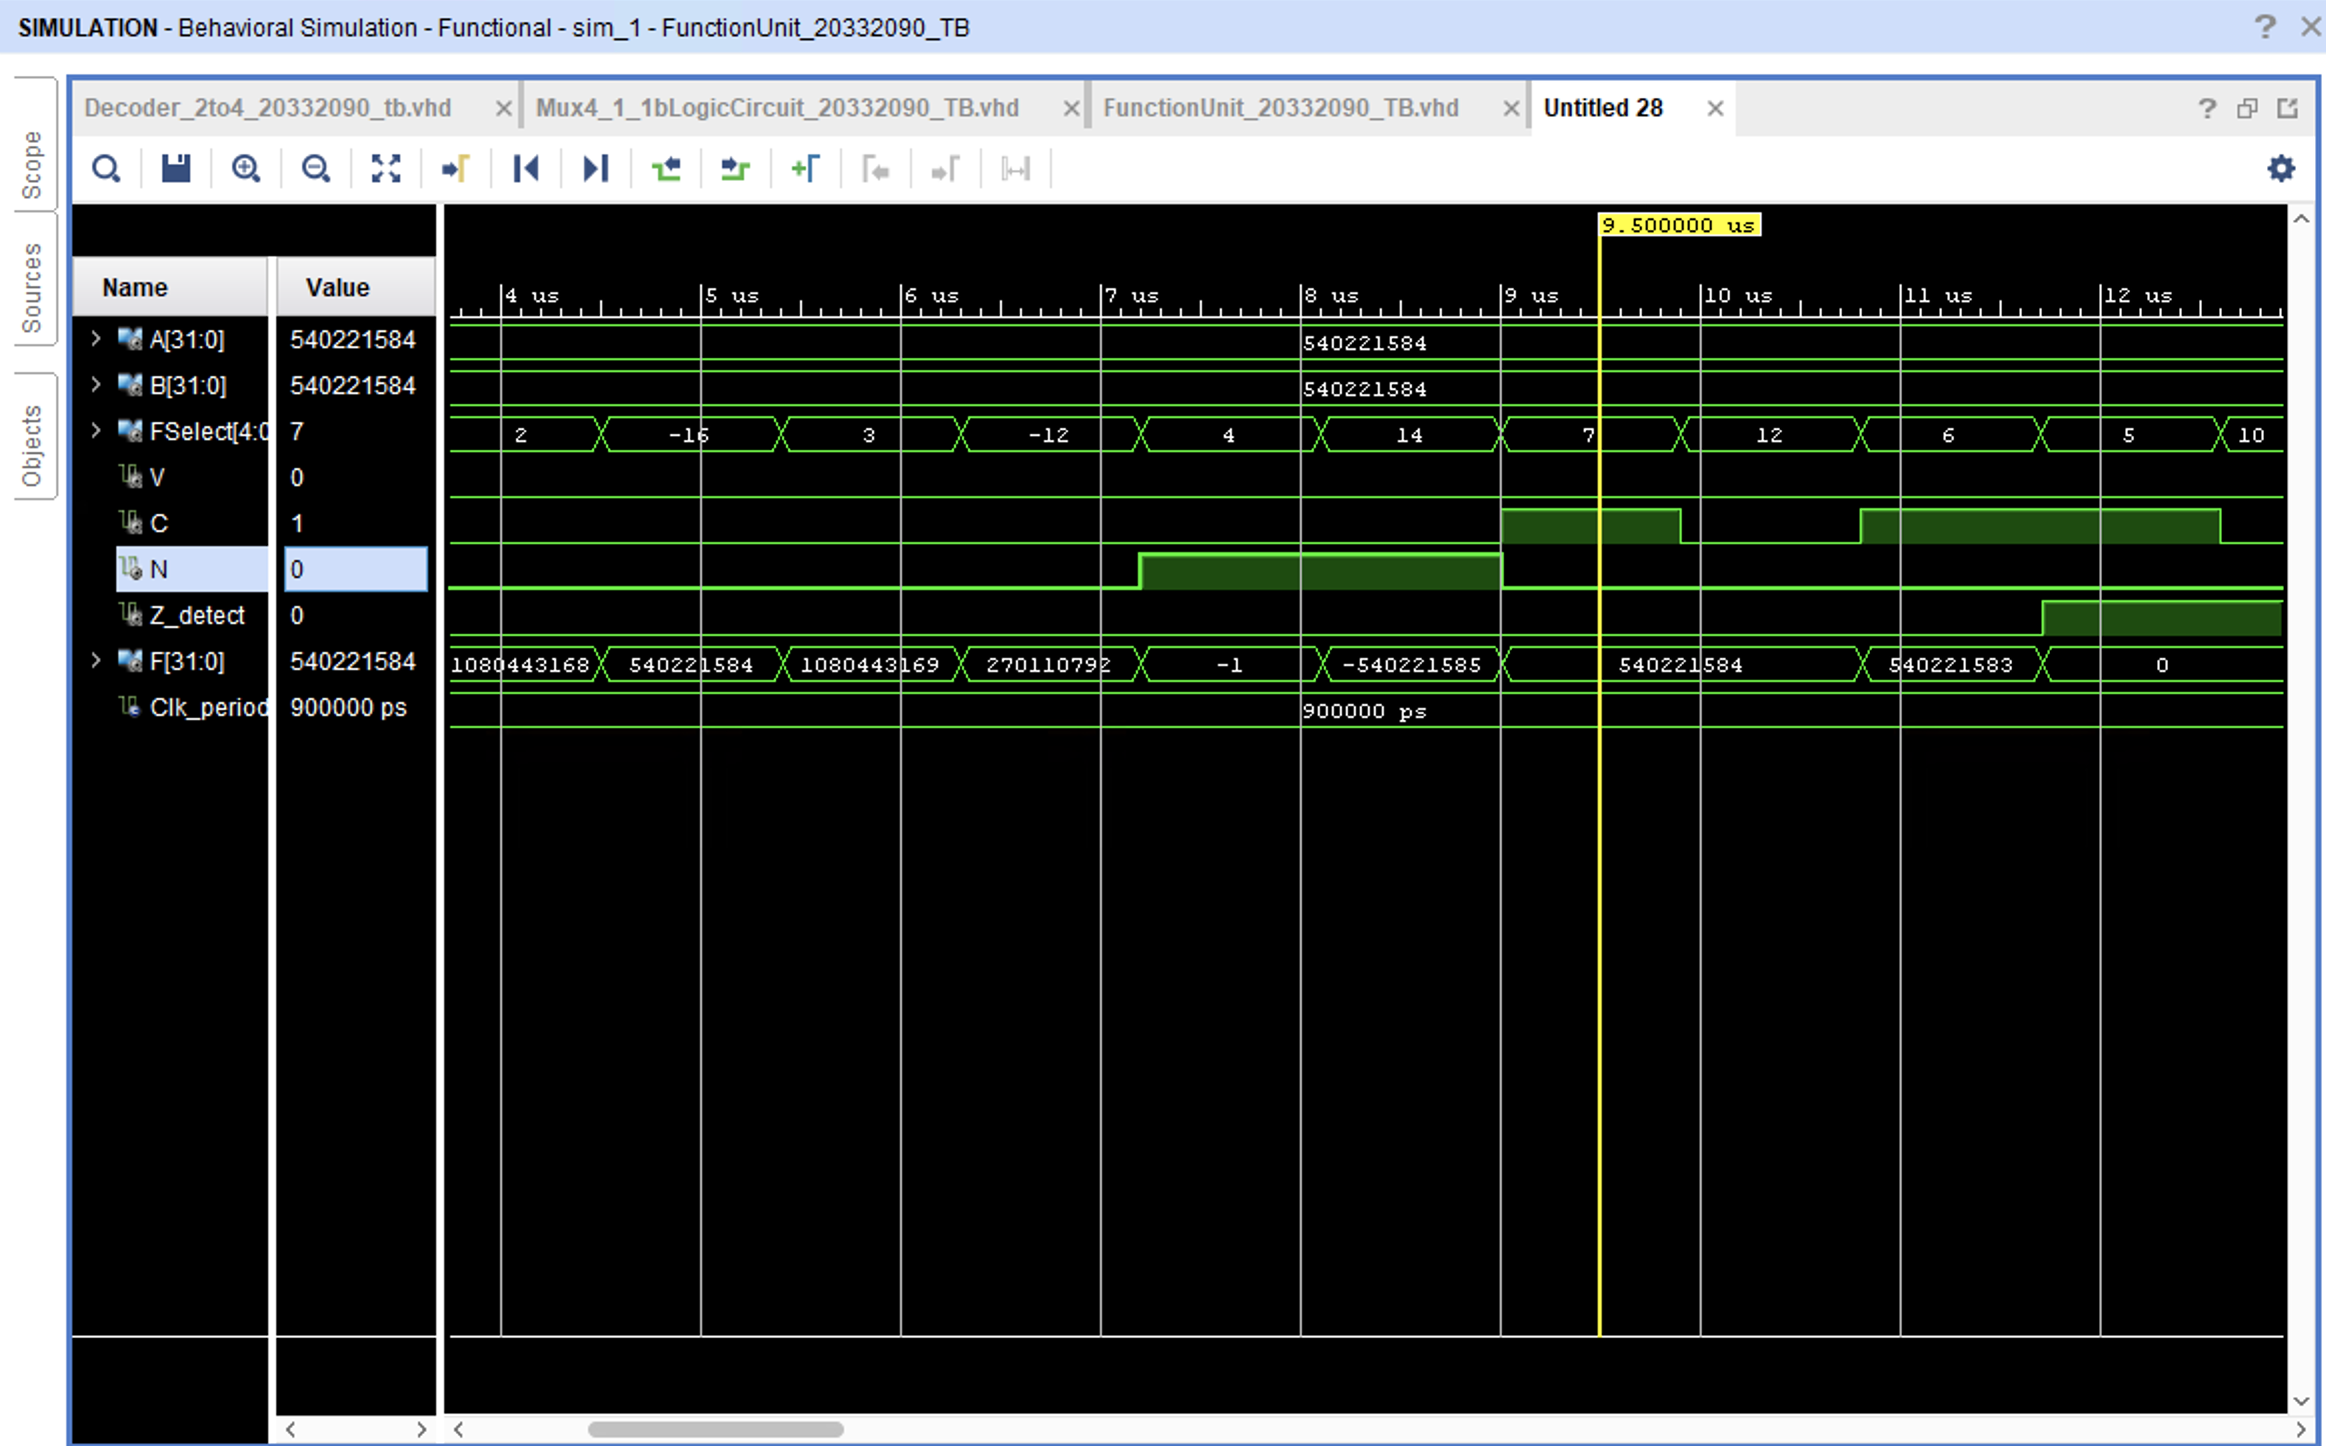 SIMULATION - Behavioral Simulation - Functional - sim_1 - FunctionUnit_20332090_TB
Scope
Sources
Objects
Decoder_2to4_20332090_tb.vhd
Mux4_1_1bLogicCircuit_20332090_TB.vhd
FunctionUnit_20332090_TB.vhd
Untitled 28
9.500000 us
Name Value
4 us 5 us 6 us 7 us 8 us 9 us 10 us 11 us 12 us
A[31:0] 540221584 540221584
B[31:0] 540221584 540221584
FSelect[4:0 7 2 -16 3 -12 4 14 7 12 6 5 10
V 0
C 1
N 0
Z_detect 0
F[31:0] 540221584 1080443168 540221584 1080443169 270110792 -1 -540221585 540221584 540221583 0
Clk_period 900000 ps 900000 ps